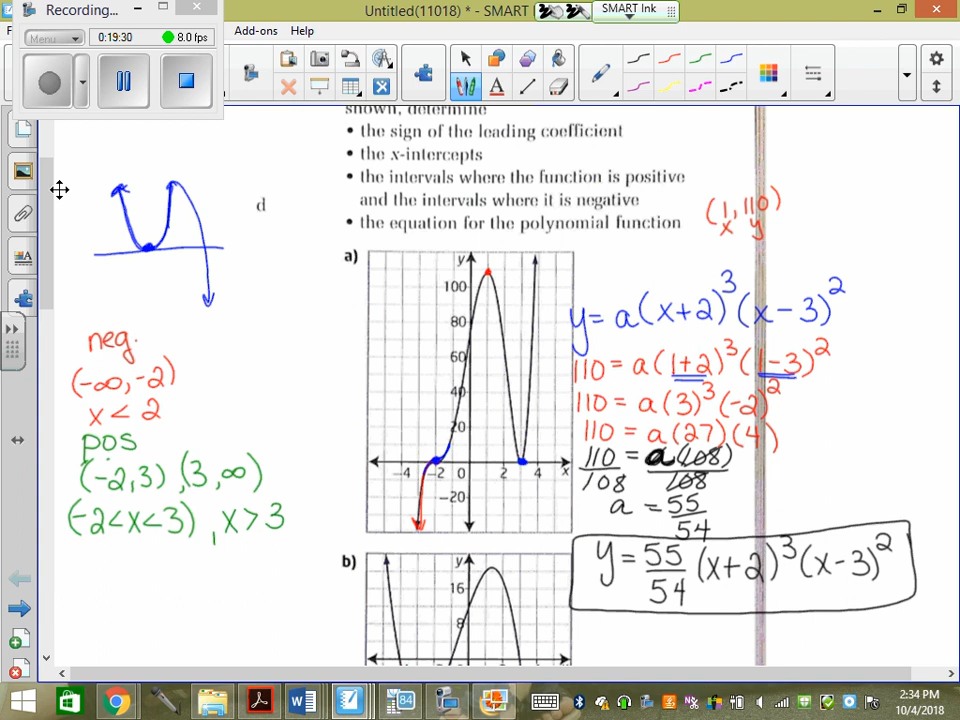 Recording...
Untitled(11018) * - SMART
SMART Ink
Menu
0:19:30
8.0 fps
Add-ons
Help
shown, determine
• the sign of the leading coefficient
• the x-intercepts
• the intervals where the function is positive
and the intervals where it is negative
• the equation for the polynomial function
d
(1, 110)
x y
a)
y
100
80
60
40
20
-4 -2 0 2 4 x
-20
y = a(x+2)³(x-3)²
110 = a(1+2)³(1-3)²
110 = a(3)³(-2)²
110 = a(27)(4)
110/108 = a(108)/108
a = 55/54
y = 55/54 (x+2)³(x-3)²
neg.
(-∞,-2)
x < 2
pos
(-2,3) , (3,∞)
(-2<x<3) , x>3
b)
y
16
8
84
2:34 PM
10/4/2018